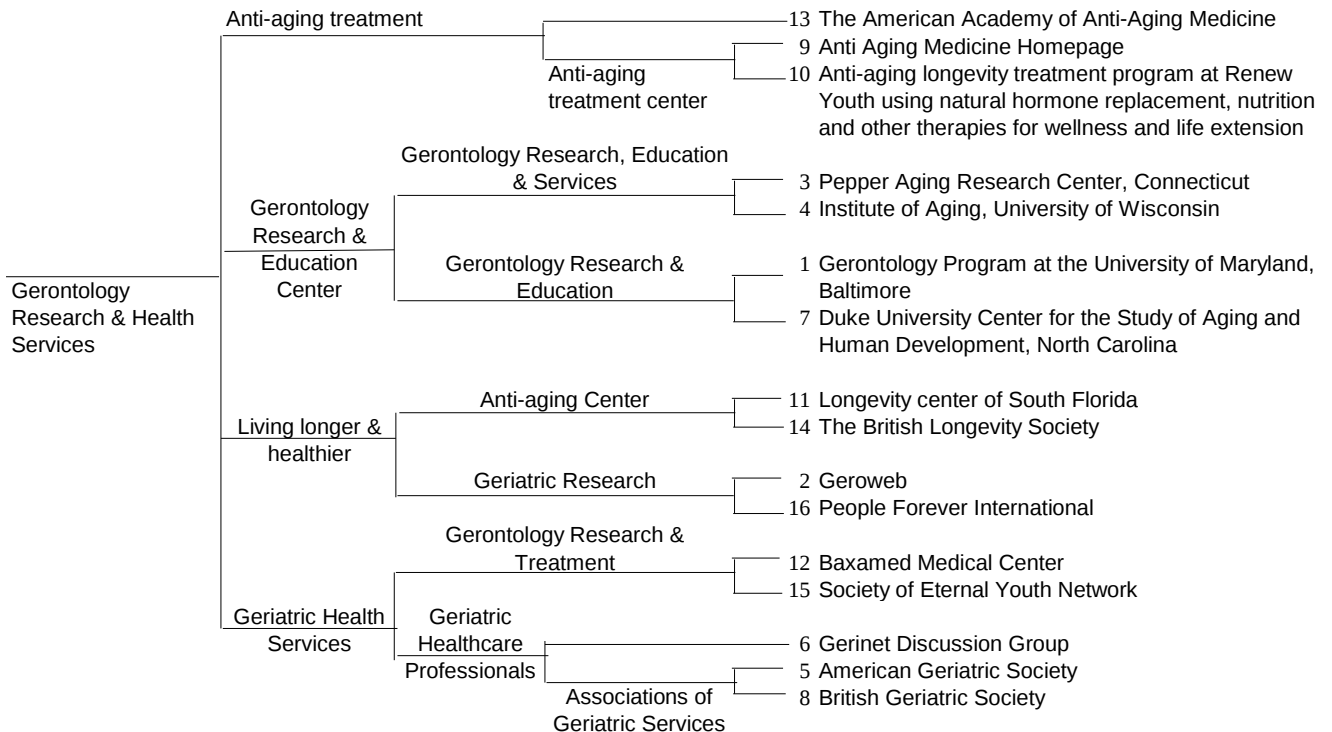 Anti-aging treatment
13 The American Academy of Anti-Aging Medicine
9 Anti Aging Medicine Homepage
Anti-aging
treatment center
10 Anti-aging longevity treatment program at Renew
Youth using natural hormone replacement, nutrition
and other therapies for wellness and life extension
Gerontology Research, Education
& Services
3 Pepper Aging Research Center, Connecticut
4 Institute of Aging, University of Wisconsin
Gerontology
Research &
Education
Center
Gerontology Research &
Education
1 Gerontology Program at the University of Maryland,
Baltimore
7 Duke University Center for the Study of Aging and
Human Development, North Carolina
Gerontology
Research & Health
Services
Anti-aging Center
11 Longevity center of South Florida
14 The British Longevity Society
Living longer &
healthier
Geriatric Research
2 Geroweb
16 People Forever International
Gerontology Research &
Treatment
12 Baxamed Medical Center
15 Society of Eternal Youth Network
Geriatric Health
Services
Geriatric
Healthcare
Professionals
6 Gerinet Discussion Group
5 American Geriatric Society
8 British Geriatric Society
Associations of
Geriatric Services